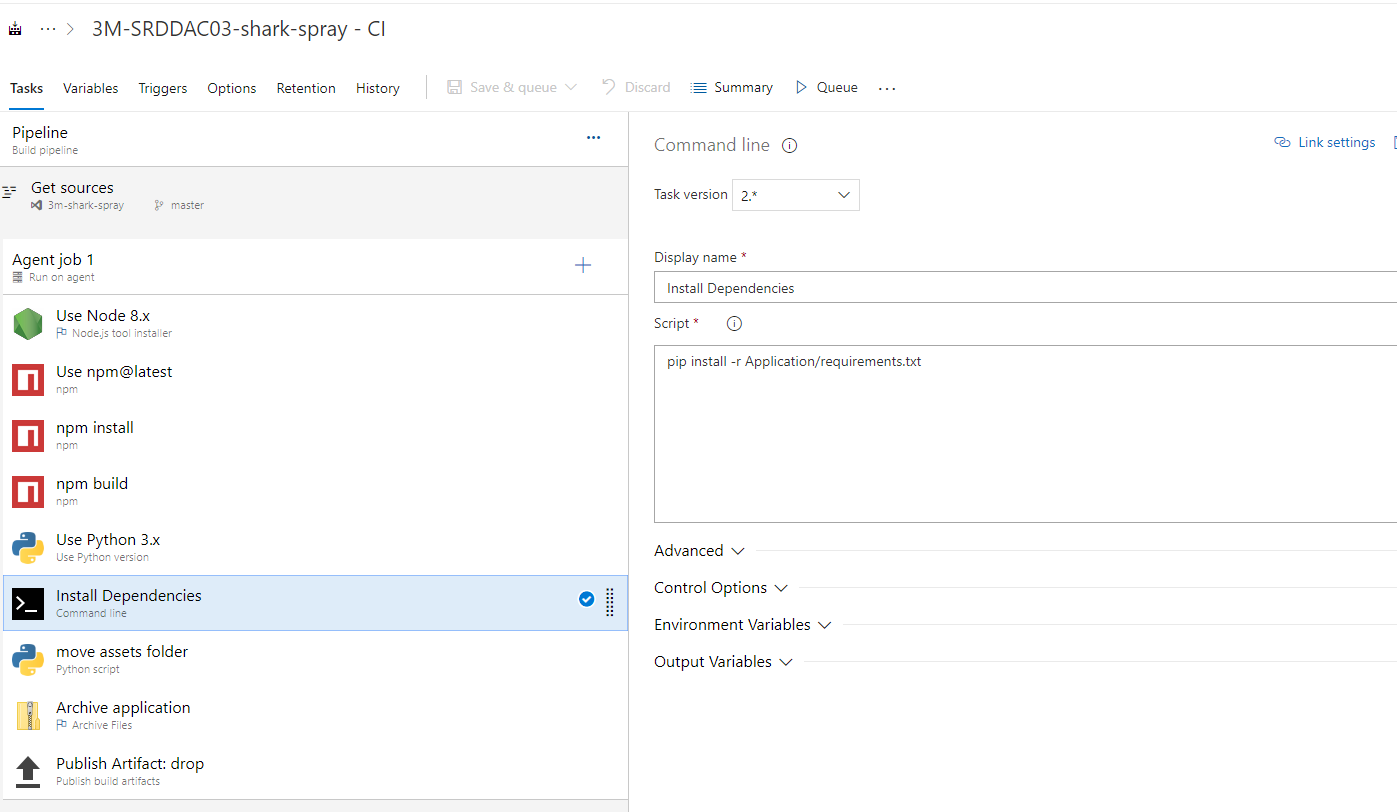 ··· > 3M-SRDDAC03-shark-spray - CI
Tasks Variables Triggers Options Retention History Save & queue Discard Summary Queue ···
Pipeline
Build pipeline
Get sources
3m-shark-spray master
Agent job 1
Run on agent
Use Node 8.x
Node.js tool installer
Use npm@latest
npm
npm install
npm
npm build
npm
Use Python 3.x
Use Python version
Install Dependencies
Command line
move assets folder
Python script
Archive application
Archive Files
Publish Artifact: drop
Publish build artifacts
Command line
Link settings
Task version 2.*
Display name *
Install Dependencies
Script *
pip install -r Application/requirements.txt
Advanced
Control Options
Environment Variables
Output Variables